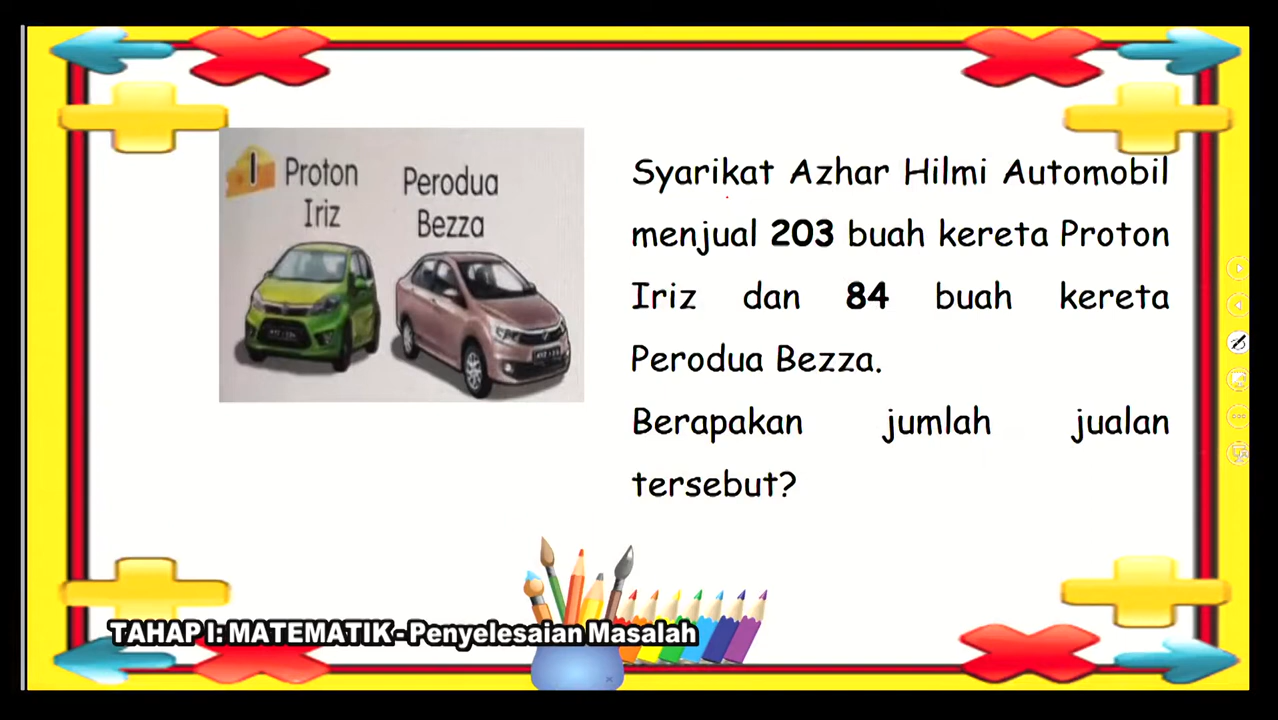 1
Proton
Iriz
Perodua
Bezza
Syarikat Azhar Hilmi Automobil
menjual 203 buah kereta Proton
Iriz dan 84 buah kereta
Perodua Bezza.
Berapakan jumlah jualan
tersebut?
TAHAP I: MATEMATIK - Penyelesaian Masalah